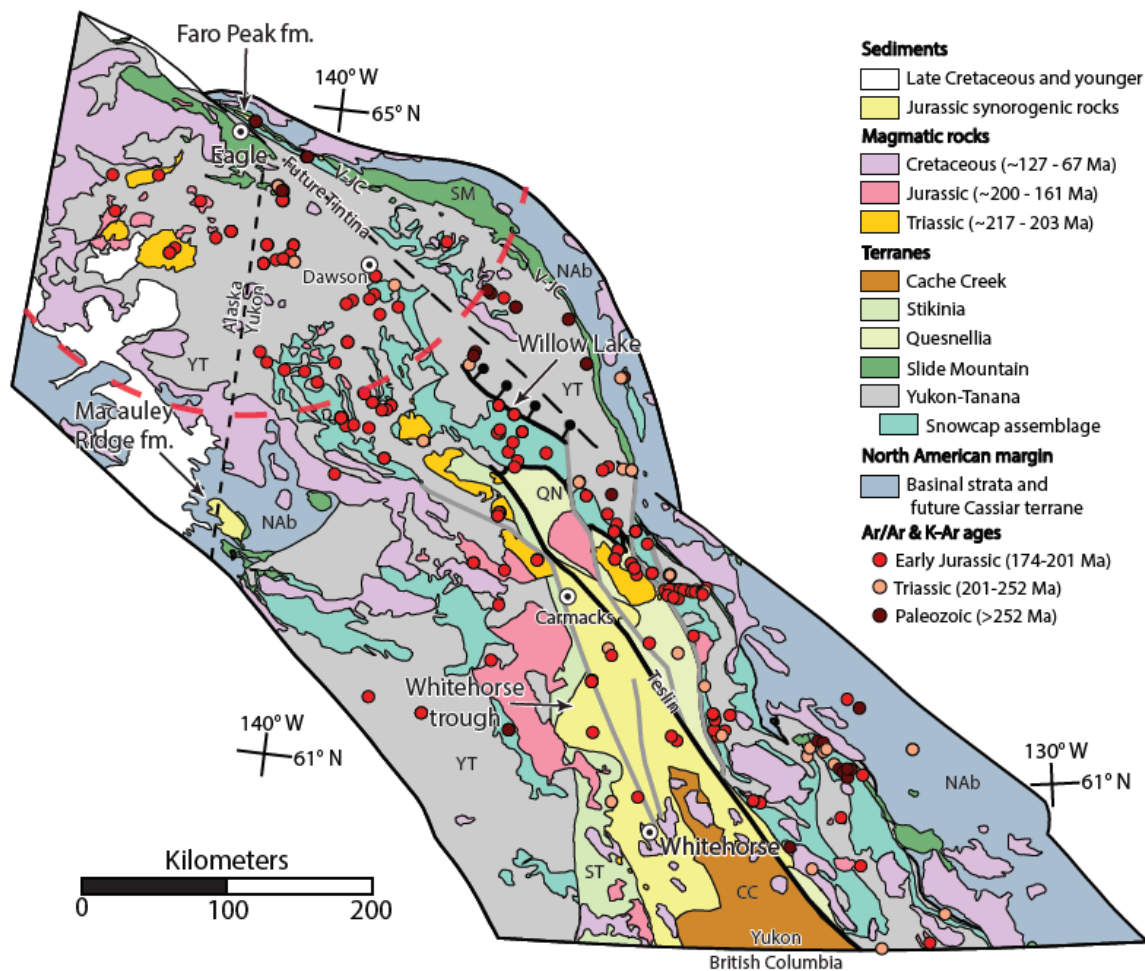 Faro Peak fm.
140° W
65° N
Eagle
Future Tintina
V-JC
SM
NAb
V-JC
Dawson
Alaska
Yukon
YT
Willow Lake
YT
Macauley
Ridge fm.
NAb
QN
Carmacks
Teslin
Whitehorse
trough
140° W
61° N
YT
130° W
61° N
NAb
Whitehorse
ST
CC
Yukon
British Columbia
Kilometers
0 100 200
Sediments
Late Cretaceous and younger
Jurassic synorogenic rocks
Magmatic rocks
Cretaceous (~127 - 67 Ma)
Jurassic (~200 - 161 Ma)
Triassic (~217 - 203 Ma)
Terranes
Cache Creek
Stikinia
Quesnellia
Slide Mountain
Yukon-Tanana
Snowcap assemblage
North American margin
Basinal strata and
future Cassiar terrane
Ar/Ar & K-Ar ages
Early Jurassic (174-201 Ma)
Triassic (201-252 Ma)
Paleozoic (>252 Ma)